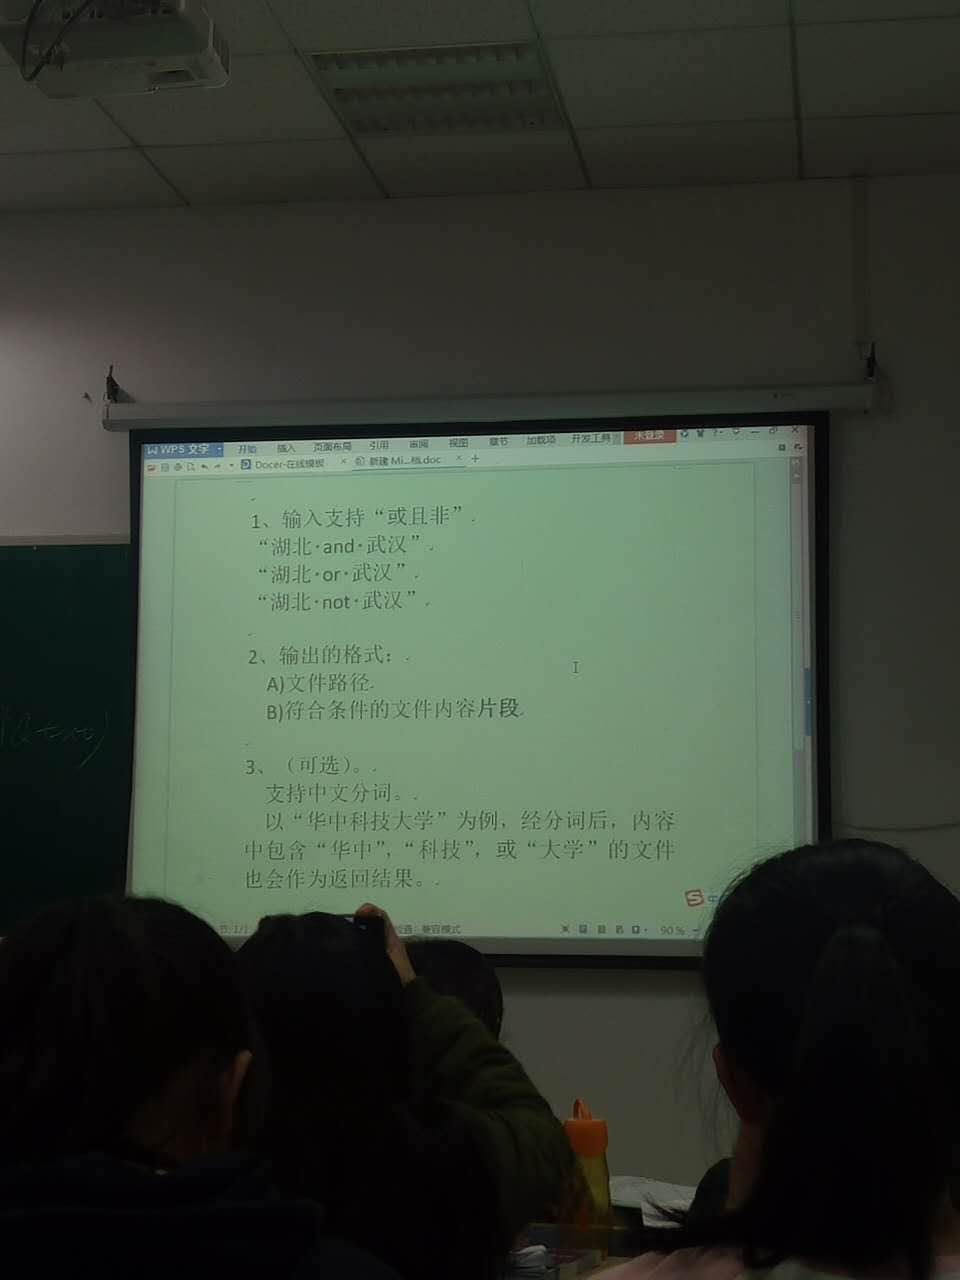 WPS 文字
开始 插入 页面布局 引用 审阅 视图 章节 加载项 开发工具 未登录
Docer-在线模板 × 新建 Mi...档.doc × +
1、输入支持“或且非”
“湖北·and·武汉”
“湖北·or·武汉”
“湖北·not·武汉”
2、输出的格式：
A)文件路径
B)符合条件的文件内容片段
3、（可选）。
支持中文分词。
以“华中科技大学”为例，经分词后，内容
中包含“华中”，“科技”，或“大学”的文件
也会作为返回结果。
兼容模式 90%